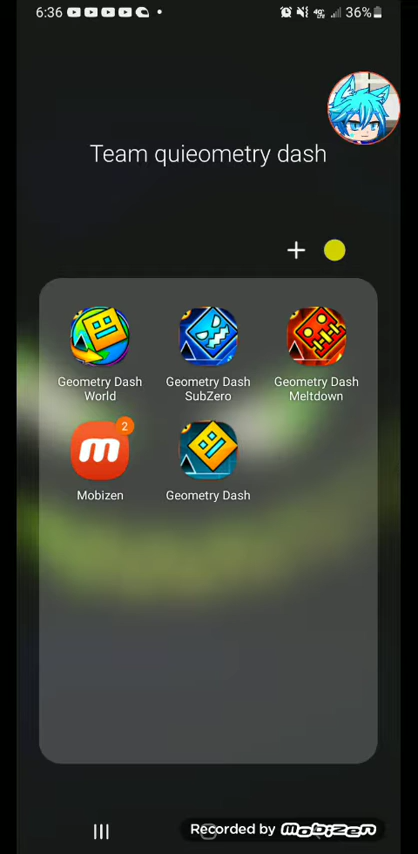 6:36
4G
36%
Team quieometry dash
Geometry Dash World
Geometry Dash SubZero
Geometry Dash Meltdown
2
Mobizen
Geometry Dash
Recorded by mobizen